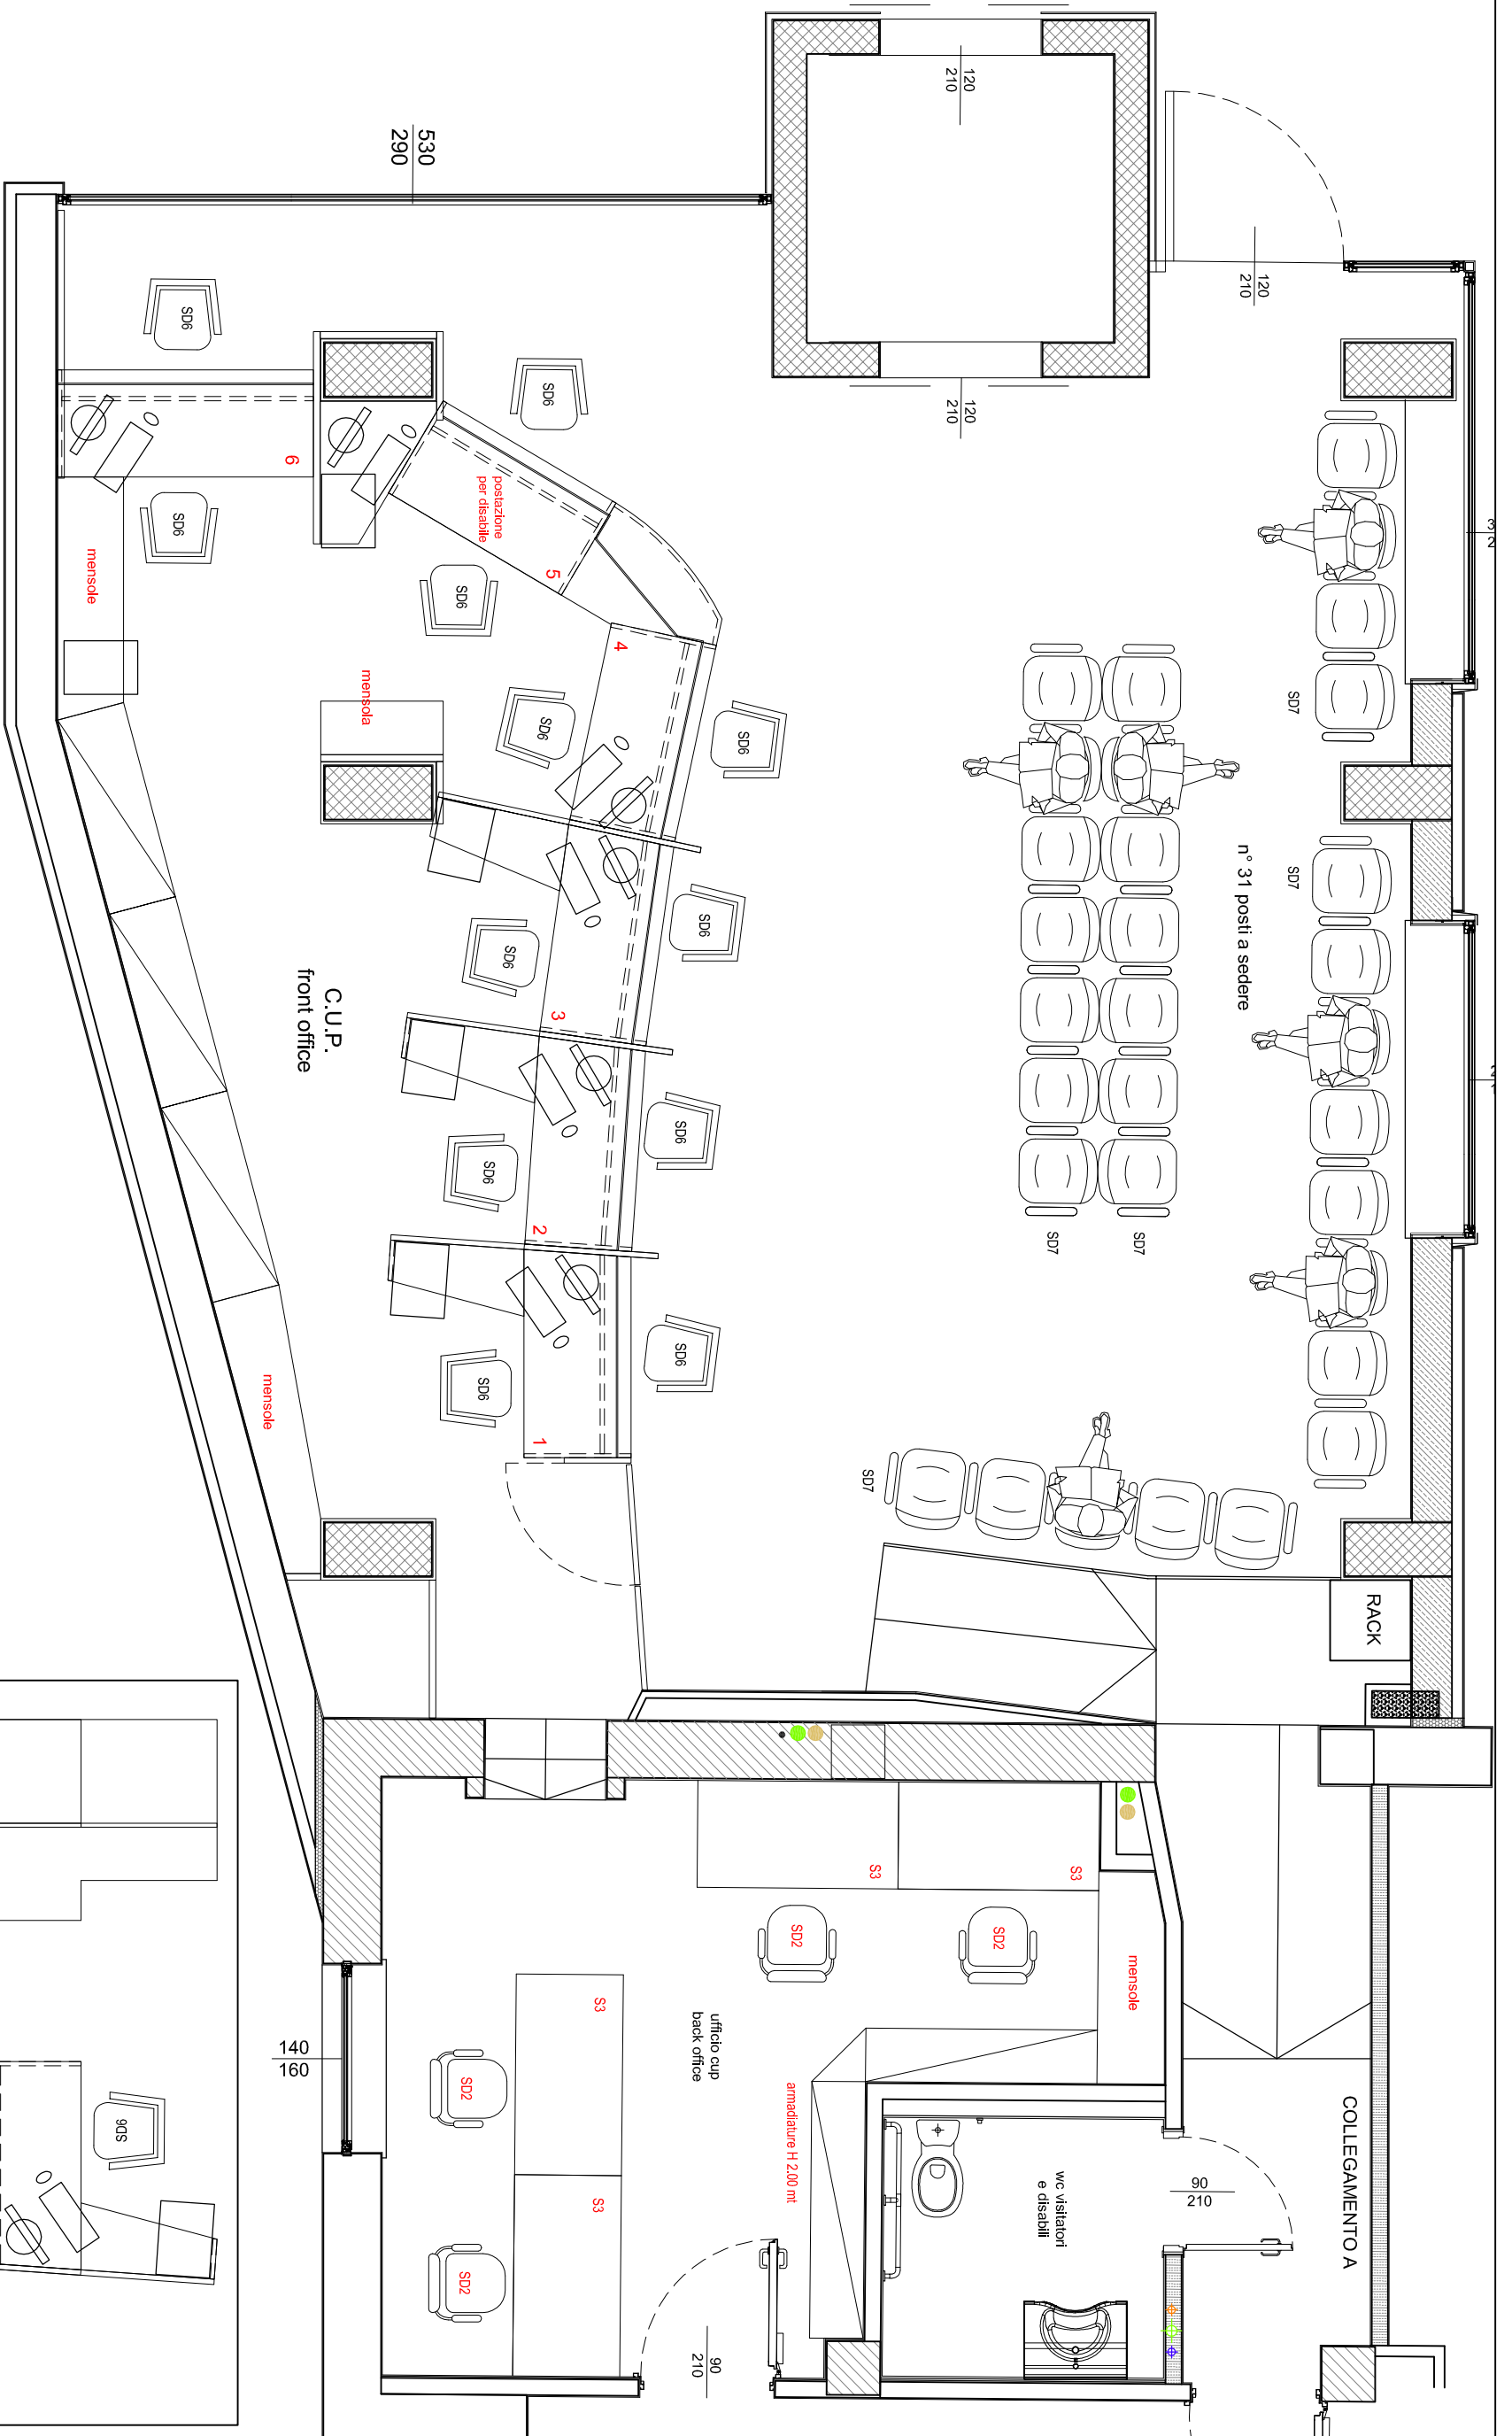 120
210
530
290
120
210
120
210
SD6
SD6
SD6
SD6
6
postazione
per disabile
5
mensole
mensola
4
SD6
SD6
SD7
3
2
SD7
n° 31 posti a sedere
C.U.P.
front office
3
SD6
SD6
2
SD6
SD6
SD7
SD7
1
SD6
SD6
mensole
SD7
RACK
S3
S3
SD2
SD2
mensole
S3
ufficio cup
back office
140
160
SD2
armadiature H 2.00 mt
COLLEGAMENTO A
wc visitatori
e disabili
90
210
S3
SD2
90
210
SD6